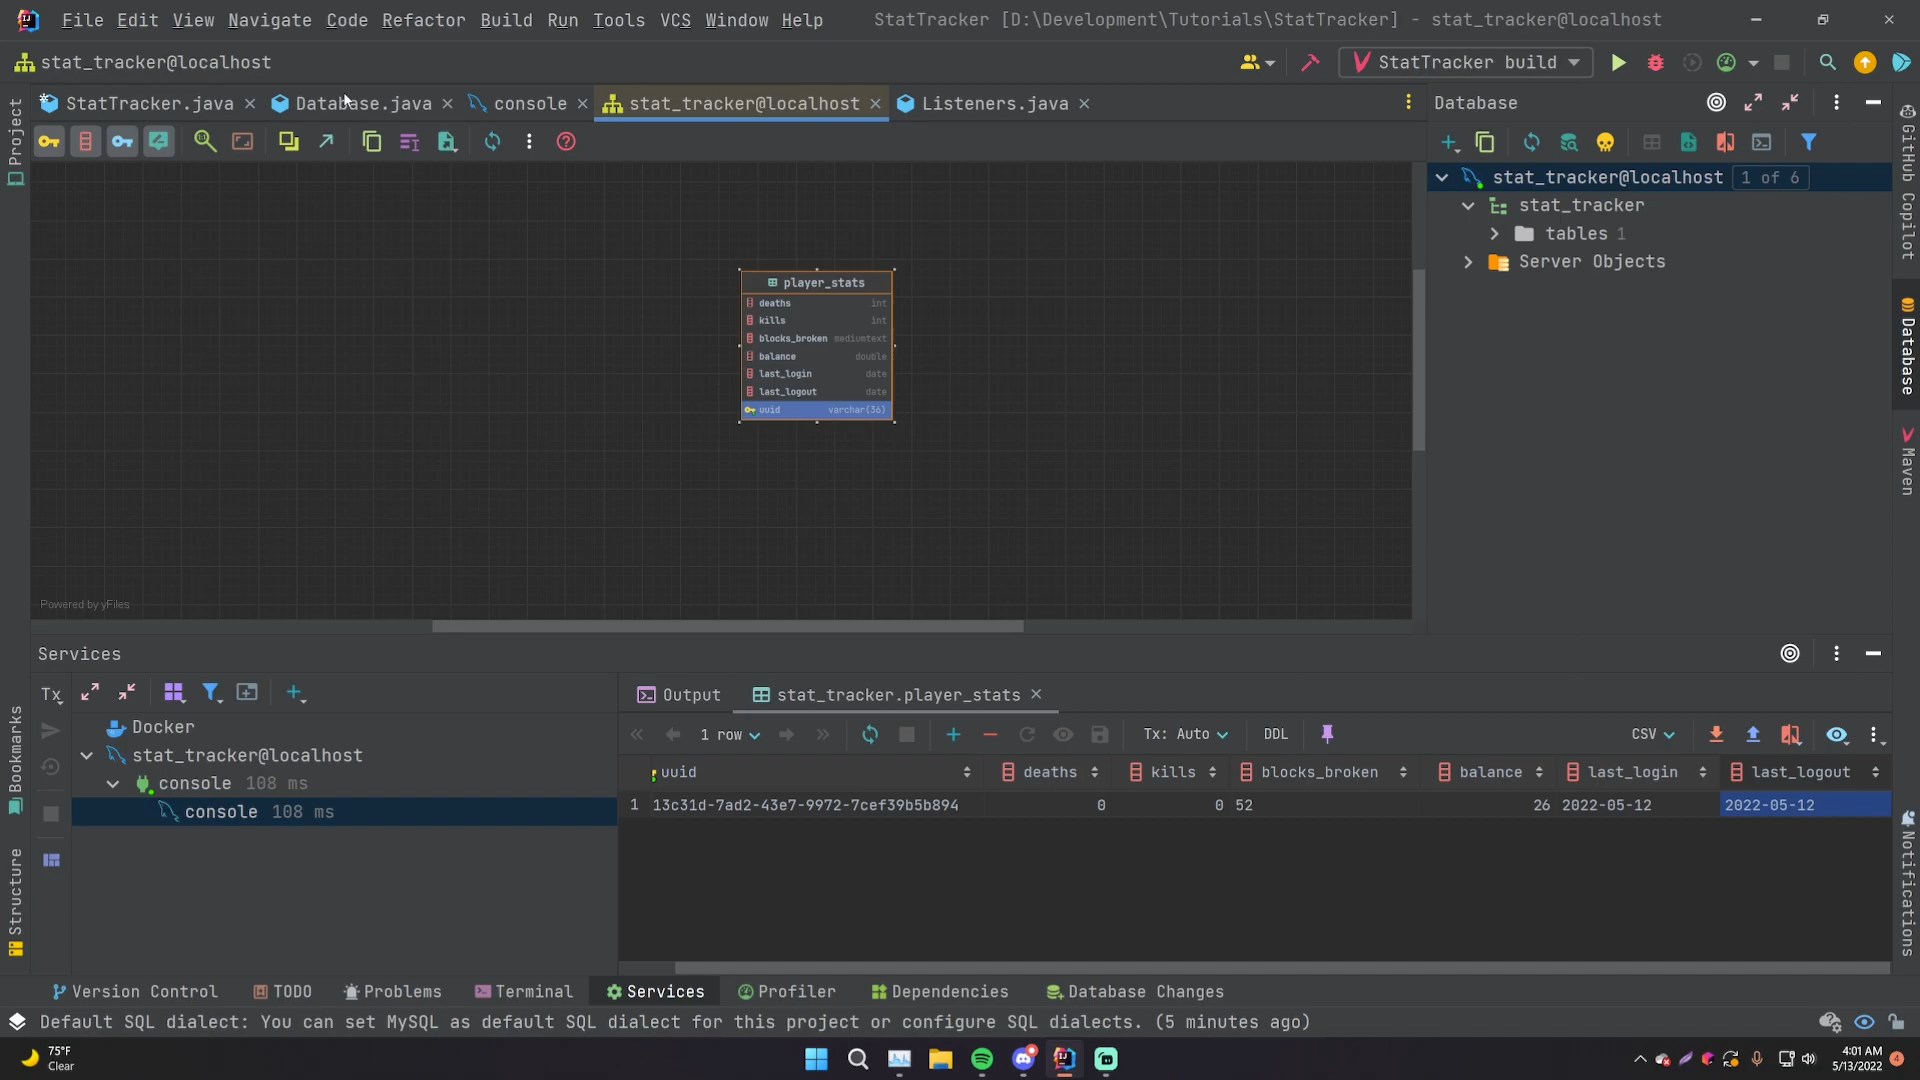 File Edit View Navigate Code Refactor Build Run Tools VCS Window Help StatTracker [D:\Development\Tutorials\StatTracker] - stat_tracker@localhost
stat_tracker@localhost
StatTracker build
StatTracker.java
Database.java
console
stat_tracker@localhost
Listeners.java
Database
stat_tracker@localhost 1 of 6
stat_tracker
tables 1
Server Objects
Project
Bookmarks
Structure
GitHub Copilot
Database
Maven
Notifications
player_stats
deaths int
kills int
blocks_broken mediumtext
balance double
last_login date
last_logout date
uuid varchar(36)
Powered by yFiles
Services
Tx
Docker
stat_tracker@localhost
console 108 ms
console 108 ms
Output
stat_tracker.player_stats
1 row
Tx: Auto
DDL
CSV
uuid deaths kills blocks_broken balance last_login last_logout
1 13c31d-7ad2-43e7-9972-7cef39b5b894 0 0 52 26 2022-05-12 2022-05-12
Version Control TODO Problems Terminal Services Profiler Dependencies Database Changes
Default SQL dialect: You can set MySQL as default SQL dialect for this project or configure SQL dialects. (5 minutes ago)
75°F
Clear
4:01 AM
5/13/2022
4